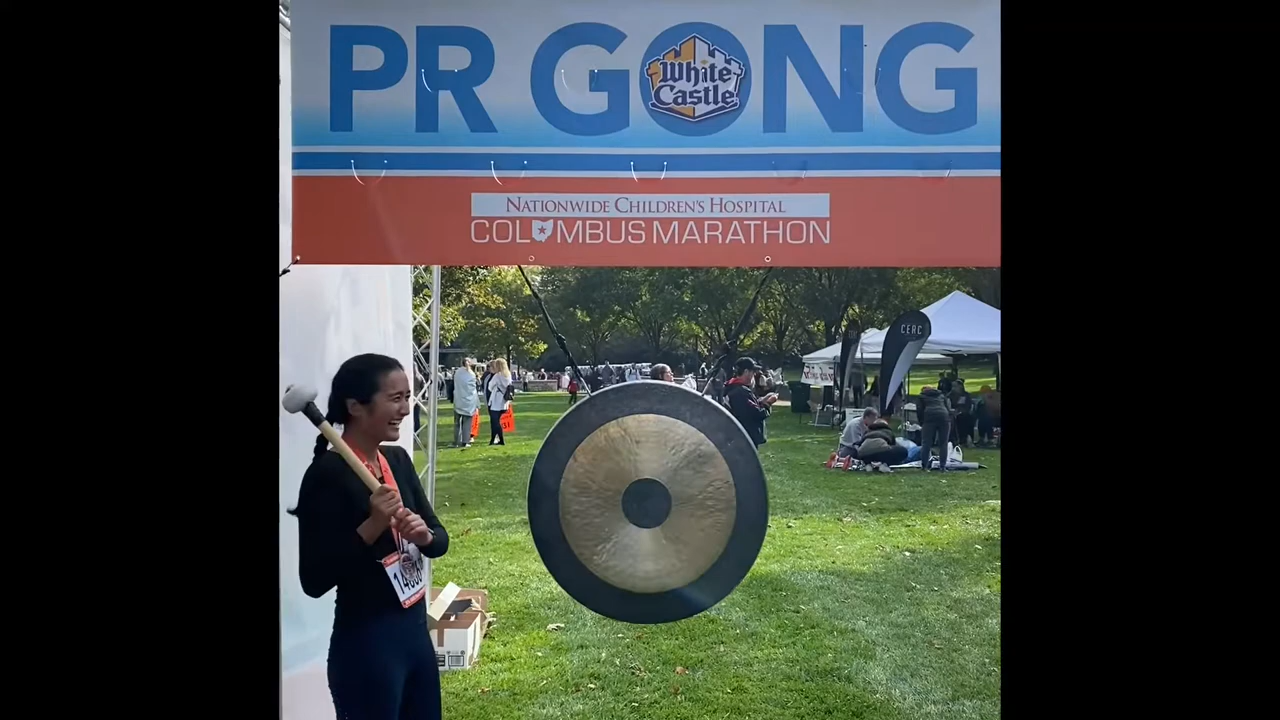 PR GONG
White
Castle
NATIONWIDE CHILDREN'S HOSPITAL
COLUMBUS MARATHON
CERC